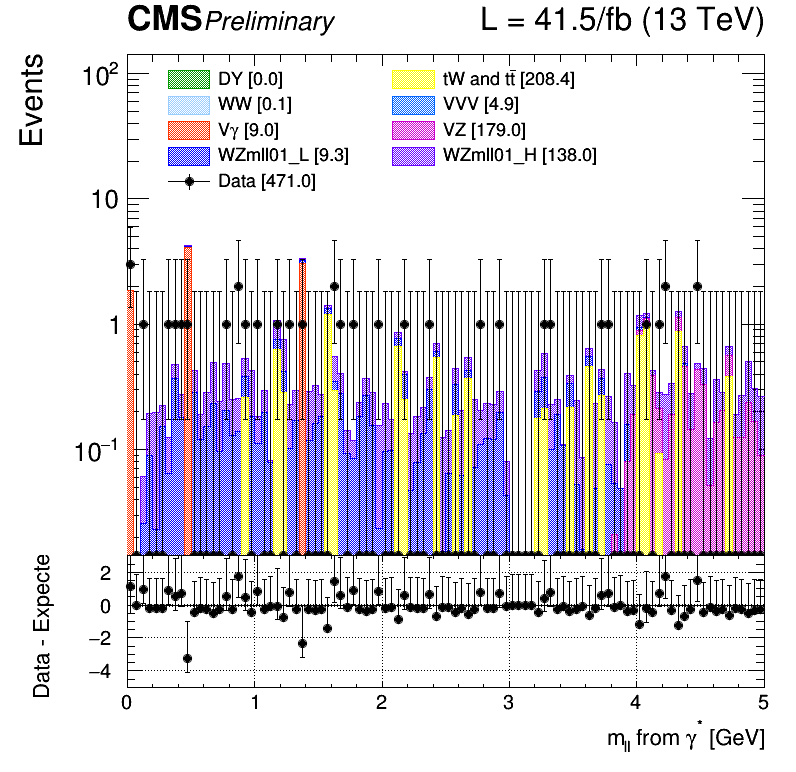 CMS Preliminary L = 41.5/fb (13 TeV)
Events
10²
10
1
10⁻¹
DY [0.0]
WW [0.1]
Vγ [9.0]
WZmll01_L [9.3]
Data [471.0]
tW and tt̄ [208.4]
VVV [4.9]
VZ [179.0]
WZmll01_H [138.0]
Data - Expecte
2
0
−2
−4
0 1 2 3 4 5
m_ll from γ* [GeV]